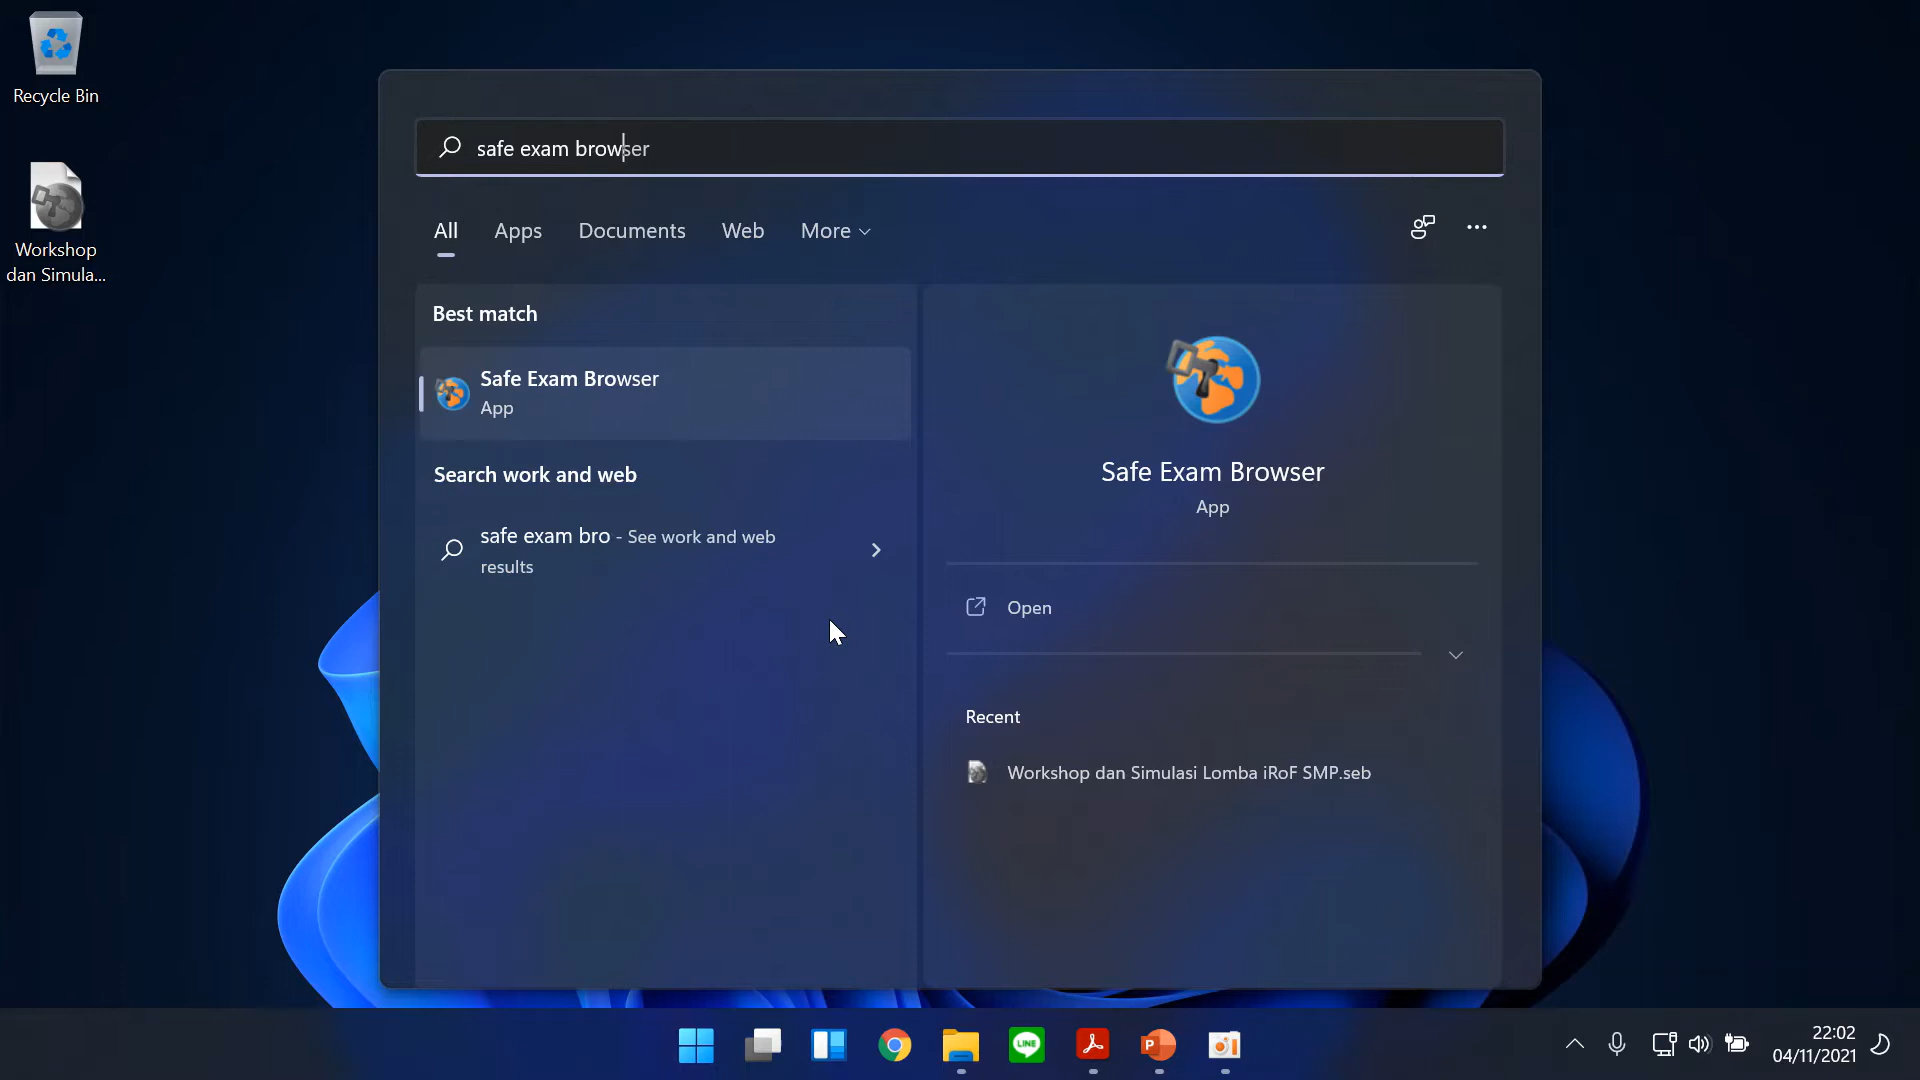 Recycle Bin
Workshop
dan Simula...
safe exam browser
All
Apps
Documents
Web
More
Best match
Safe Exam Browser
App
Search work and web
safe exam bro - See work and web
results
Safe Exam Browser
App
Open
Recent
Workshop dan Simulasi Lomba iRoF SMP.seb
LINE
P
22:02
04/11/2021